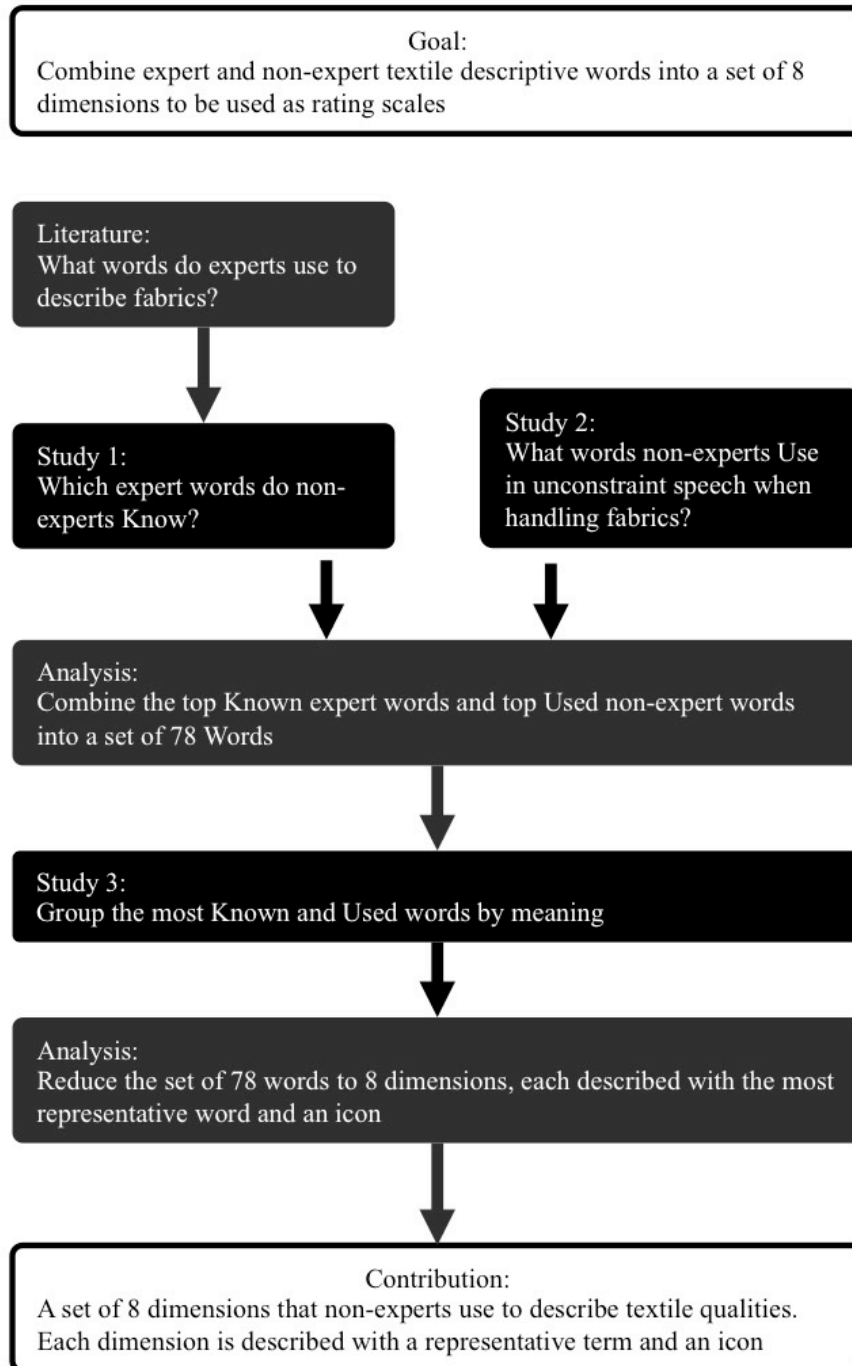 Goal:
Combine expert and non-expert textile descriptive words into a set of 8
dimensions to be used as rating scales
Literature:
What words do experts use to
describe fabrics?
Study 1:
Which expert words do non-
experts Know?
Study 2:
What words non-experts Use
in unconstraint speech when
handling fabrics?
Analysis:
Combine the top Known expert words and top Used non-expert words
into a set of 78 Words
Study 3:
Group the most Known and Used words by meaning
Analysis:
Reduce the set of 78 words to 8 dimensions, each described with the most
representative word and an icon
Contribution:
A set of 8 dimensions that non-experts use to describe textile qualities.
Each dimension is described with a representative term and an icon